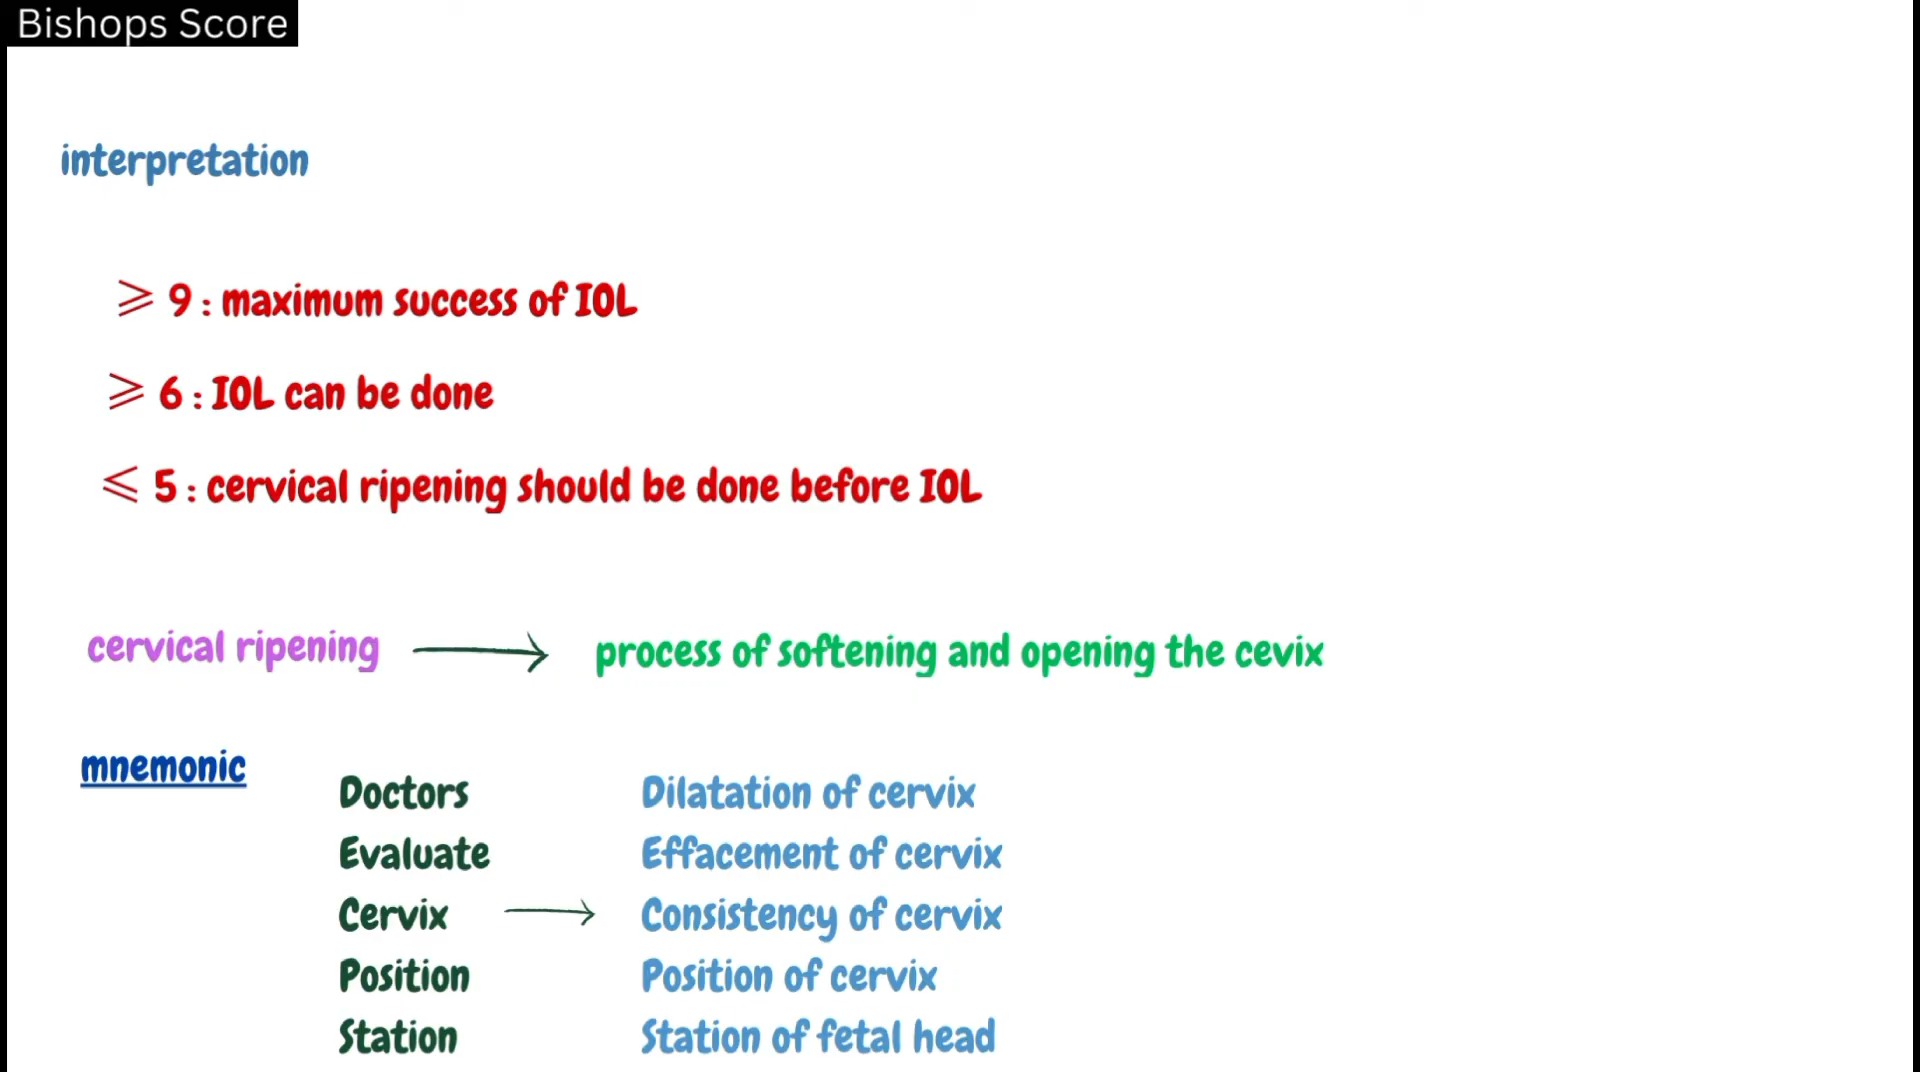 Bishops Score
interpretation
⩾ 9 : maximum success of IOL
⩾ 6 : IOL can be done
⩽ 5 : cervical ripening should be done before IOL
cervical ripening → process of softening and opening the cevix
mnemonic
Doctors Dilatation of cervix
Evaluate Effacement of cervix
Cervix → Consistency of cervix
Position Position of cervix
Station Station of fetal head